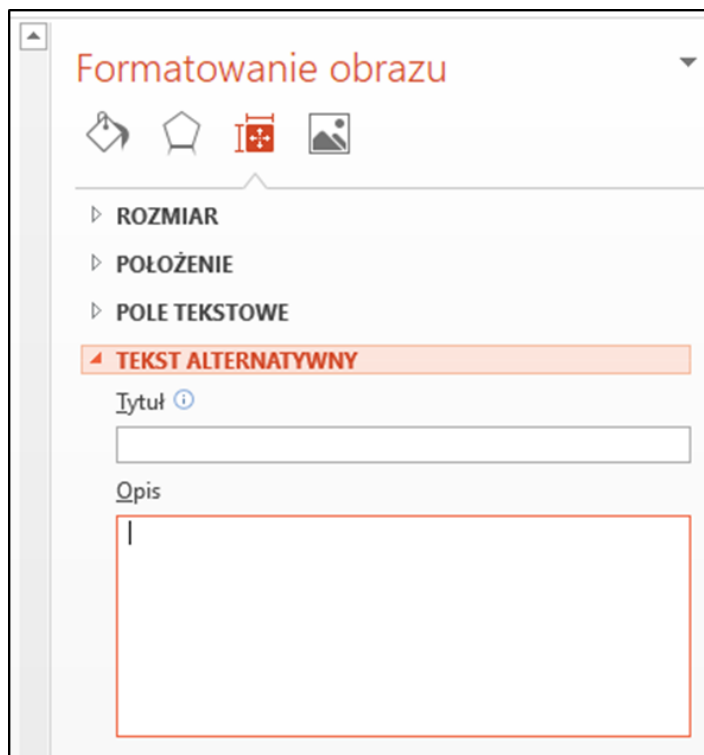 Formatowanie obrazu
ROZMIAR
POŁOŻENIE
POLE TEKSTOWE
TEKST ALTERNATYWNY
Tytuł
Opis